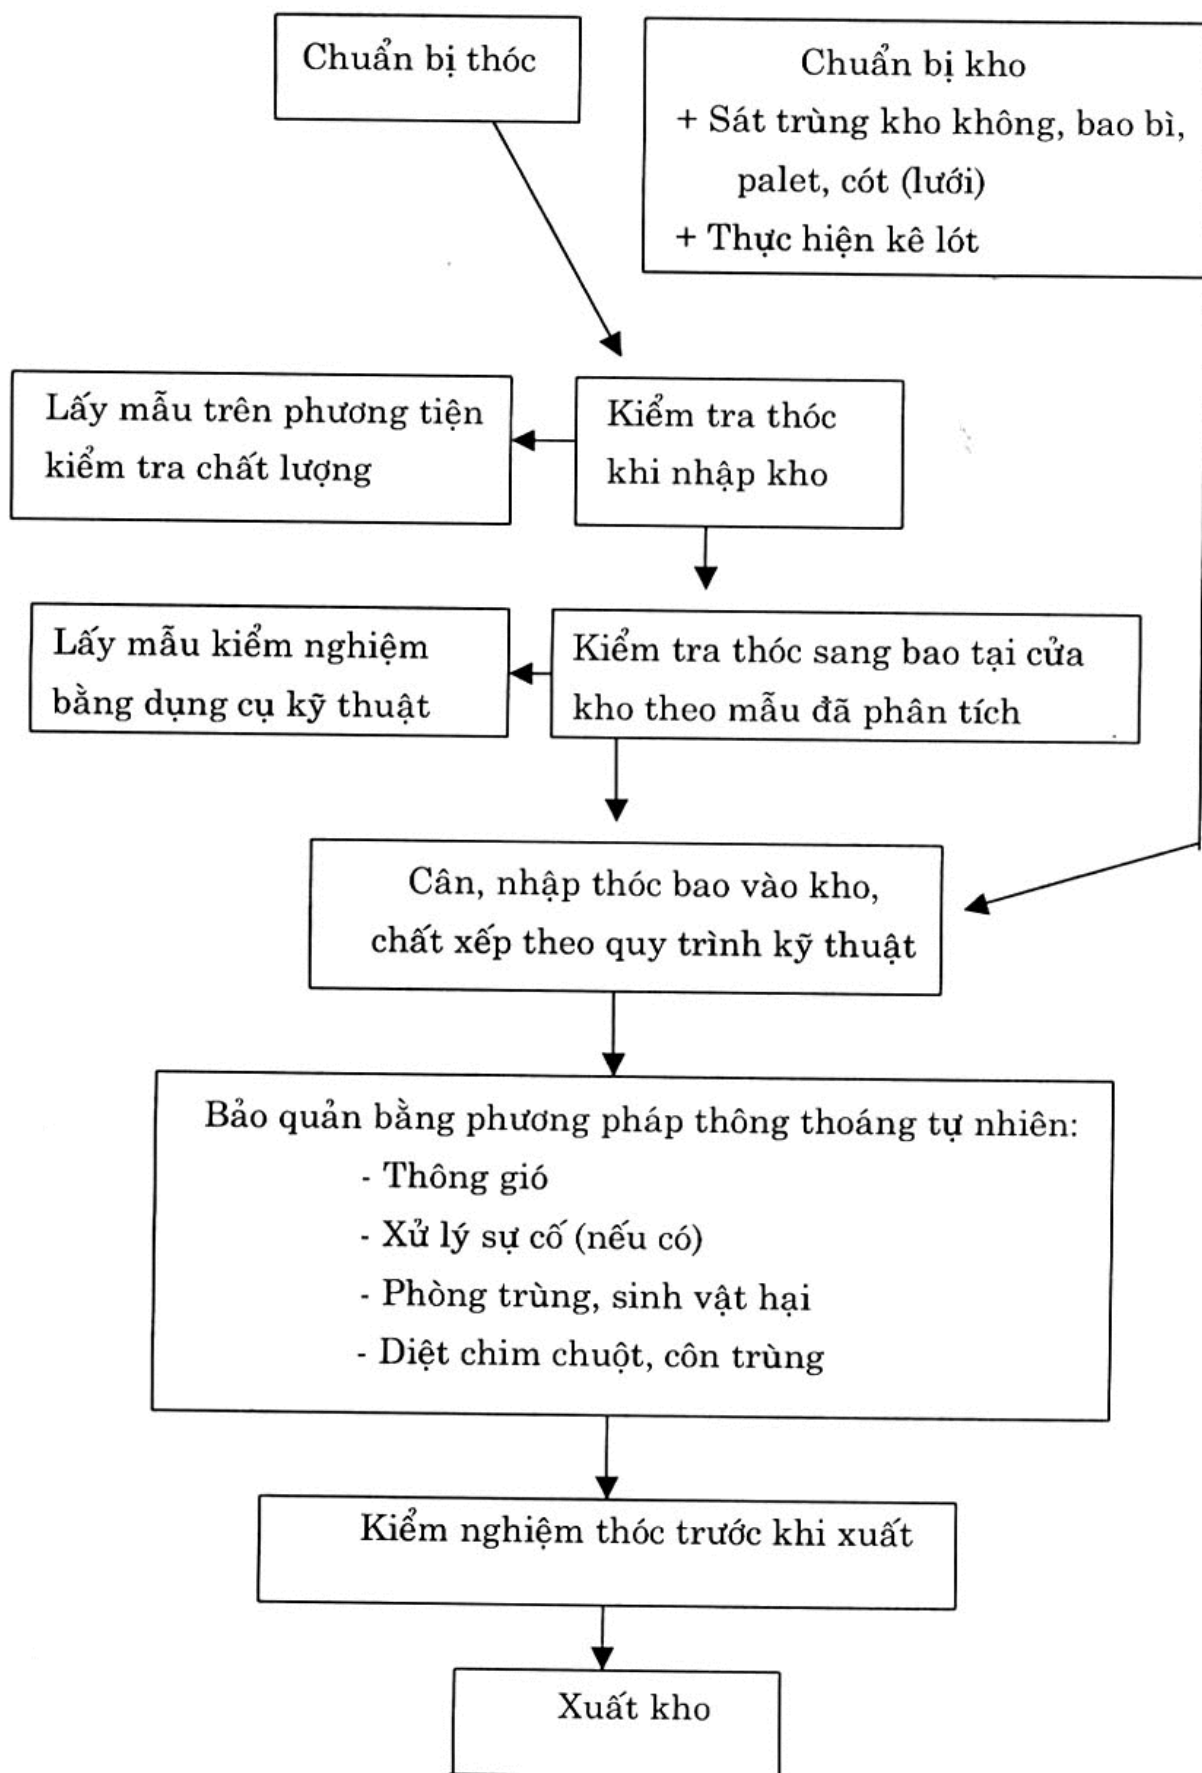 Chuẩn bị thóc
Chuẩn bị kho
+ Sát trùng kho không, bao bì,
palet, cót (lưới)
+ Thực hiện kê lót
Lấy mẫu trên phương tiện
kiểm tra chất lượng
Kiểm tra thóc
khi nhập kho
Lấy mẫu kiểm nghiệm
bằng dụng cụ kỹ thuật
Kiểm tra thóc sang bao tại cửa
kho theo mẫu đã phân tích
Cân, nhập thóc bao vào kho,
chất xếp theo quy trình kỹ thuật
Bảo quản bằng phương pháp thông thoáng tự nhiên:
- Thông gió
- Xử lý sự cố (nếu có)
- Phòng trùng, sinh vật hại
- Diệt chim chuột, côn trùng
Kiểm nghiệm thóc trước khi xuất
Xuất kho